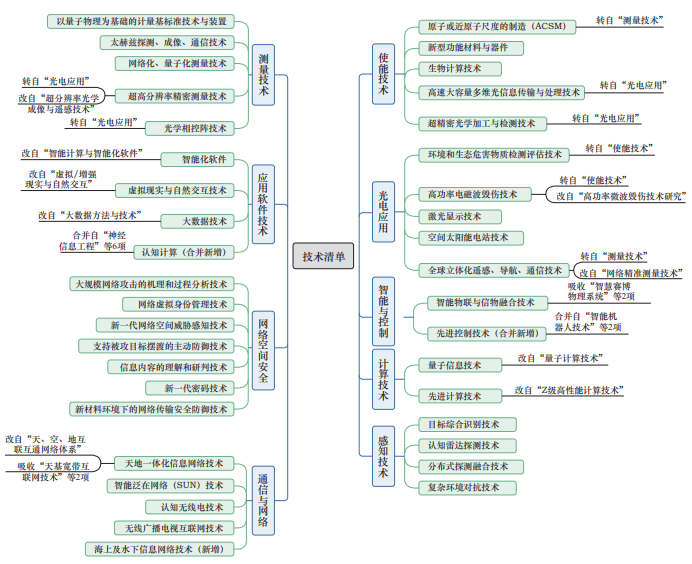 技术清单
测量技术
以量子物理为基础的计量基标准技术与装置
太赫兹探测、成像、通信技术
网络化、量子化测量技术
超高分辨率精密测量技术
转自“光电应用”
改自“超分辨率光学
成像与遥感技术”
光学相控阵技术
转自“光电应用”
应用软件技术
智能化软件
改自“智能计算与智能化软件”
虚拟现实与自然交互技术
改自“虚拟/增强
现实与自然交互”
大数据技术
改自“大数据方法与技术”
认知计算（合并新增）
合并自“神经
信息工程”等6项
网络空间安全
大规模网络攻击的机理和过程分析技术
网络虚拟身份管理技术
新一代网络空间威胁感知技术
支持被攻目标摆渡的主动防御技术
信息内容的理解和研判技术
新一代密码技术
新材料环境下的网络传输安全防御技术
通信与网络
天地一体化信息网络技术
改自“天、空、地互
联互通网络体系”
吸收“天基宽带互
联网技术”等2项
智能泛在网络（SUN）技术
认知无线电技术
无线广播电视互联网技术
海上及水下信息网络技术（新增）
使能技术
原子或近原子尺度的制造（ACSM）
转自“测量技术”
新型功能材料与器件
生物计算技术
高速大容量多维光信息传输与处理技术
转自“光电应用”
超精密光学加工与检测技术
转自“光电应用”
光电应用
环境和生态危害物质检测评估技术
转自“使能技术”
高功率电磁波毁伤技术
转自“使能技术”
改自“高功率微波毁伤技术研究”
激光显示技术
空间太阳能电站技术
全球立体化遥感、导航、通信技术
转自“测量技术”
改自“网络精准测量技术”
智能与控制
智能物联与信物融合技术
吸收“智慧赛博
物理系统”等2项
先进控制技术（合并新增）
合并自“智能机
器人技术”等2项
计算技术
量子信息技术
改自“量子计算技术”
先进计算技术
改自“Z级高性能计算技术”
感知技术
目标综合识别技术
认知雷达探测技术
分布式探测融合技术
复杂环境对抗技术